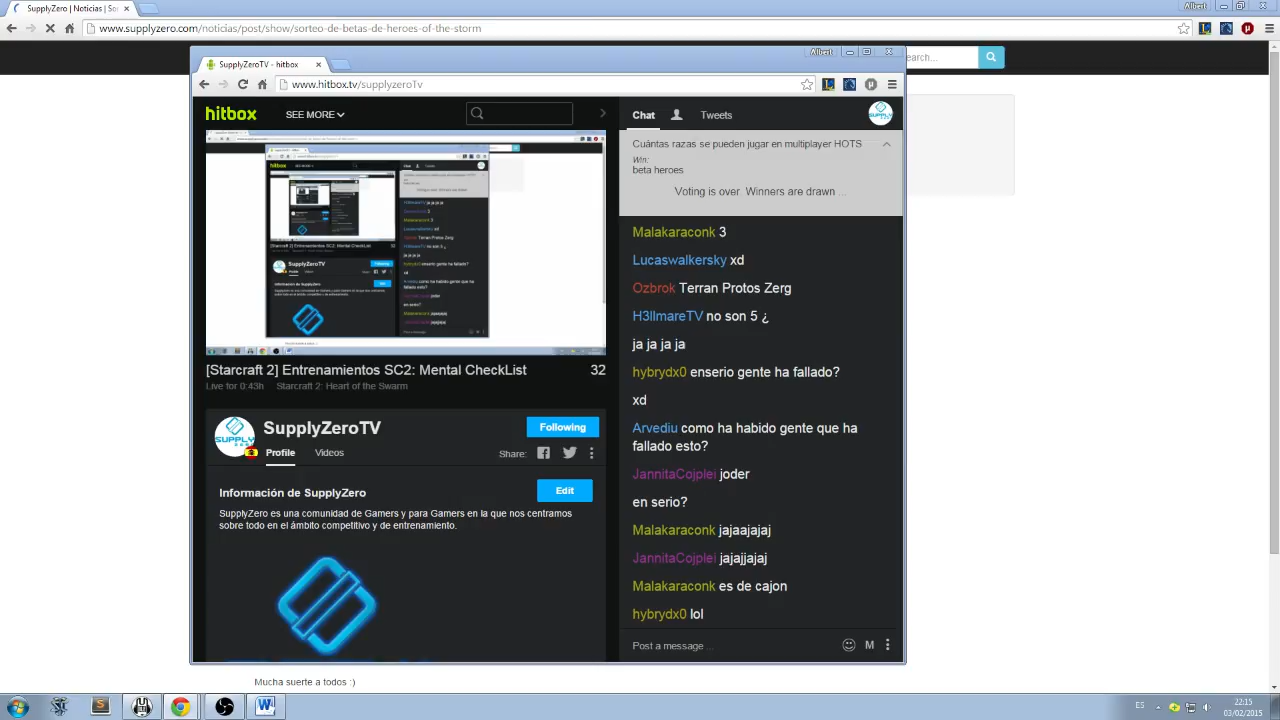 SupplyZero | Noticias | So
Albert
www.supplyzero.com/noticias/post/show/sorteo-de-betas-de-heroes-of-the-storm
earch...
SupplyZeroTV - hitbox
Albert
www.hitbox.tv/supplyzeroTv
hitbox
SEE MORE
Chat
Tweets
Cuántas razas se pueden jugar en multiplayer HOTS
Win:
beta heroes
Voting is over. Winners are drawn ...
Malakaraconk 3
Lucaswalkersky xd
Ozbrok Terran Protos Zerg
H3llmareTV no son 5 ¿
ja ja ja ja
hybrydx0 enserio gente ha fallado?
xd
Arvediu como ha habido gente que ha
fallado esto?
JannitaCojplei joder
en serio?
Malakaraconk jajaajajaj
JannitaCojplei jajajjajaj
Malakaraconk es de cajon
hybrydx0 lol
Post a message ...
M
[Starcraft 2] Entrenamientos SC2: Mental CheckList
32
Live for 0:43h
Starcraft 2: Heart of the Swarm
SUPPLY
SupplyZeroTV
Following
Profile
Videos
Share:
Información de SupplyZero
Edit
SupplyZero es una comunidad de Gamers y para Gamers en la que nos centramos
sobre todo en el ámbito competitivo y de entrenamiento.
Mucha suerte a todos :)
ES
22:15
03/02/2015